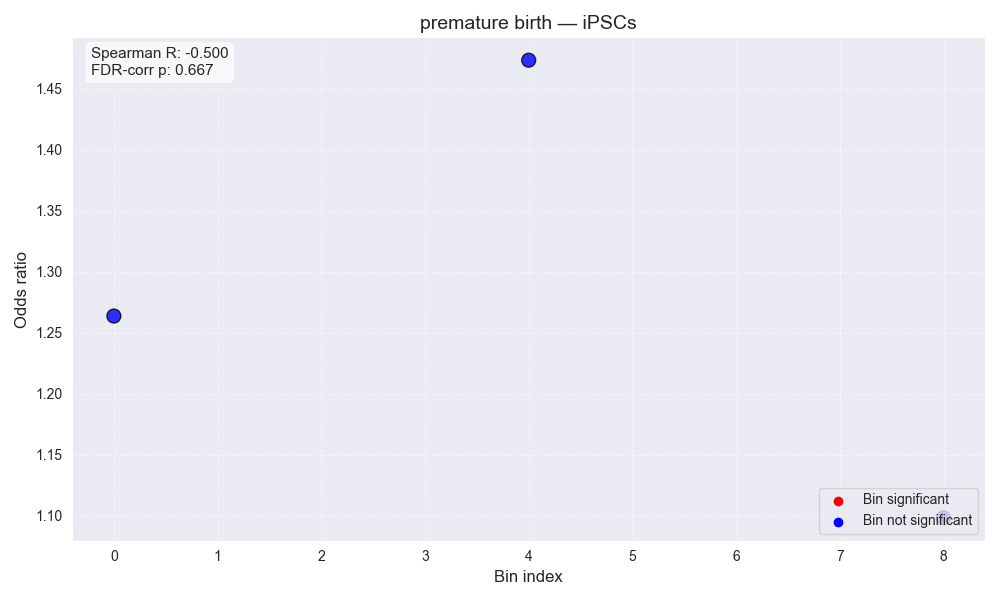 premature birth — iPSCs
Spearman R: -0.500
FDR-corr p: 0.667
Odds ratio
1.45
1.40
1.35
1.30
1.25
1.20
1.15
1.10
Bin significant
Bin not significant
0 1 2 3 4 5 6 7 8
Bin index